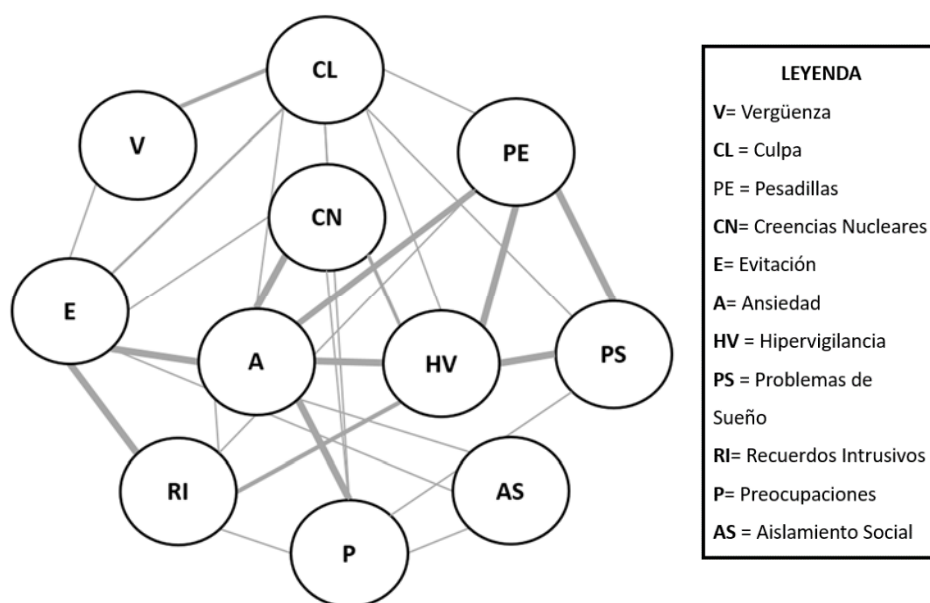 CL
V
PE
CN
E
A
HV
PS
RI
AS
P
LEYENDA
V= Vergüenza
CL = Culpa
PE = Pesadillas
CN= Creencias Nucleares
E= Evitación
A= Ansiedad
HV = Hipervigilancia
PS = Problemas de
Sueño
RI= Recuerdos Intrusivos
P= Preocupaciones
AS = Aislamiento Social